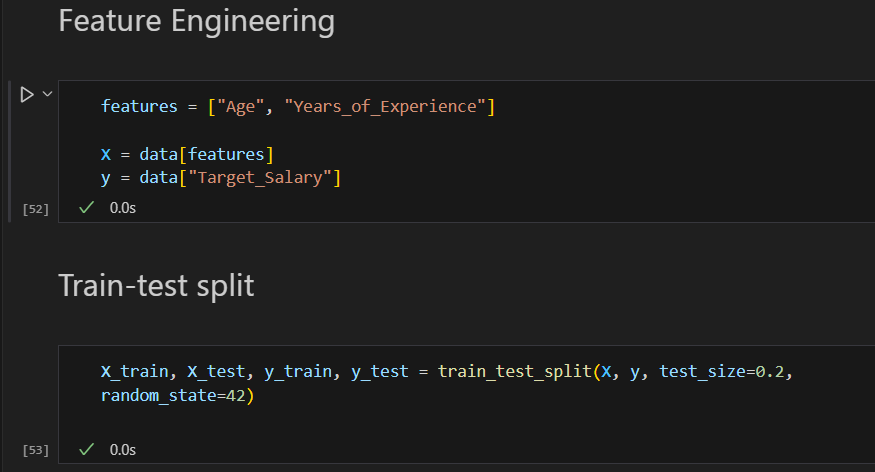 Feature Engineering
features = ["Age", "Years_of_Experience"]
X = data[features]
y = data["Target_Salary"]
[52]
0.0s
Train-test split
X_train, X_test, y_train, y_test = train_test_split(X, y, test_size=0.2,
random_state=42)
[53]
0.0s